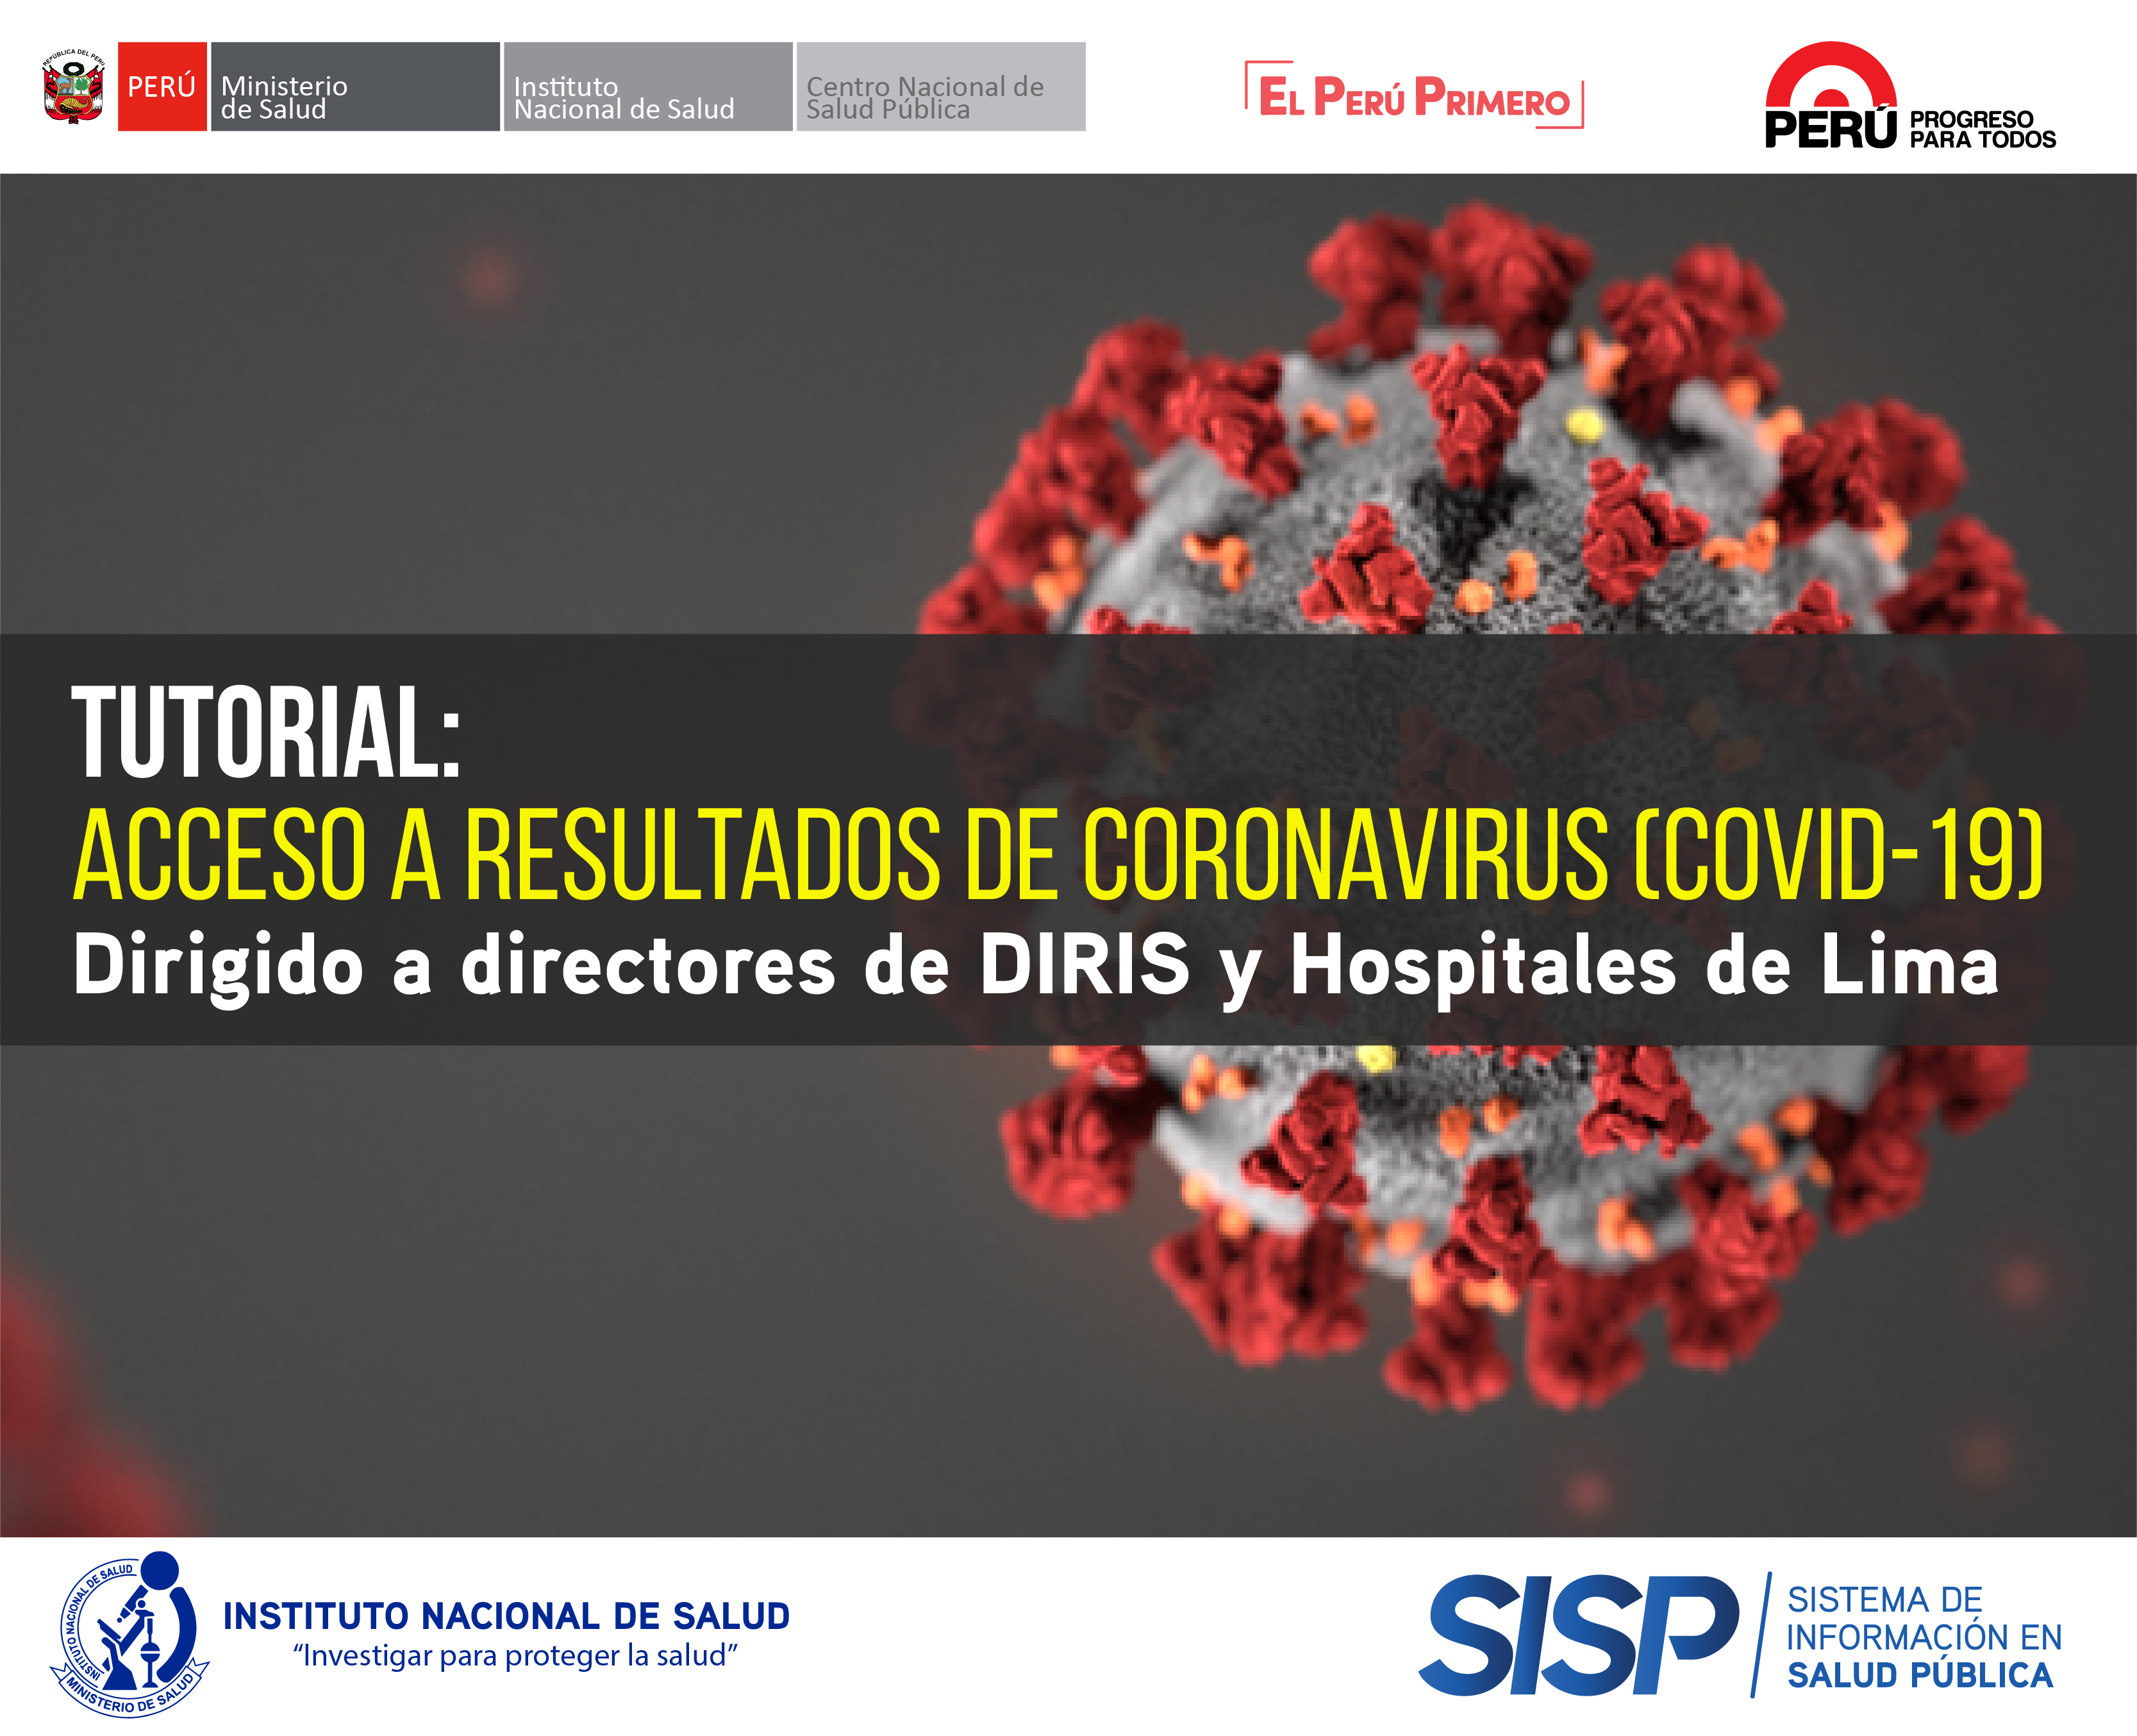 REPÚBLICA DEL PERÚ
PERÚ
Ministerio
de Salud
Instituto
Nacional de Salud
Centro Nacional de
Salud Pública
EL PERÚ PRIMERO
PERÚ
PROGRESO
PARA TODOS
TUTORIAL:
ACCESO A RESULTADOS DE CORONAVIRUS (COVID-19)
Dirigido a directores de DIRIS y Hospitales de Lima
INSTITUTO NACIONAL DE SALUD
MINISTERIO DE SALUD
INSTITUTO NACIONAL DE SALUD
“Investigar para proteger la salud”
SISP
SISTEMA DE
INFORMACIÓN EN
SALUD PÚBLICA